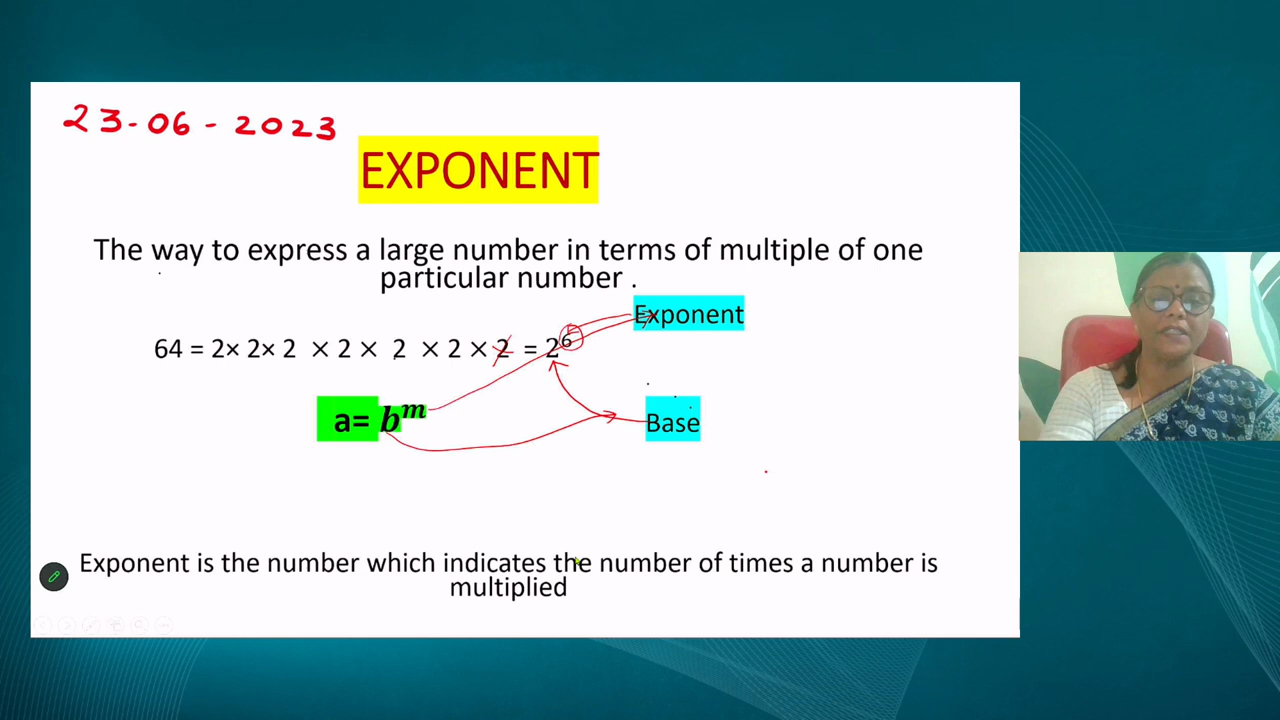 23-06-2023
EXPONENT
The way to express a large number in terms of multiple of one
particular number .
Exponent
64 = 2× 2× 2 × 2 × 2 × 2 × 2 = 2⁶
a= bᵐ
Base
Exponent is the number which indicates the number of times a number is
multiplied